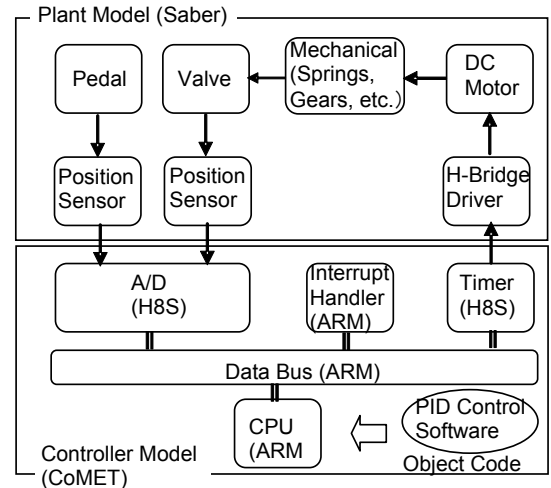 Plant Model (Saber)
Pedal
Valve
Mechanical
(Springs,
Gears, etc.)
DC
Motor
Position
Sensor
Position
Sensor
H-Bridge
Driver
A/D
(H8S)
Interrupt
Handler
(ARM)
Timer
(H8S)
Data Bus (ARM)
CPU
(ARM
PID Control
Software
Object Code
Controller Model
(CoMET)